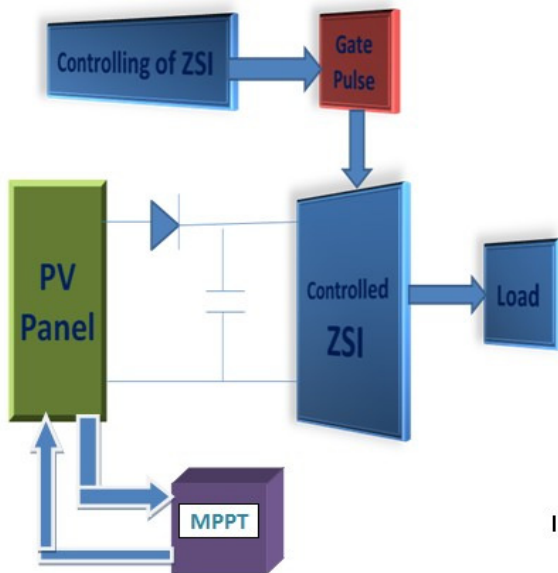 Controlling of ZSI
Gate
Pulse
PV
Panel
Controlled
ZSI
Load
MPPT
I